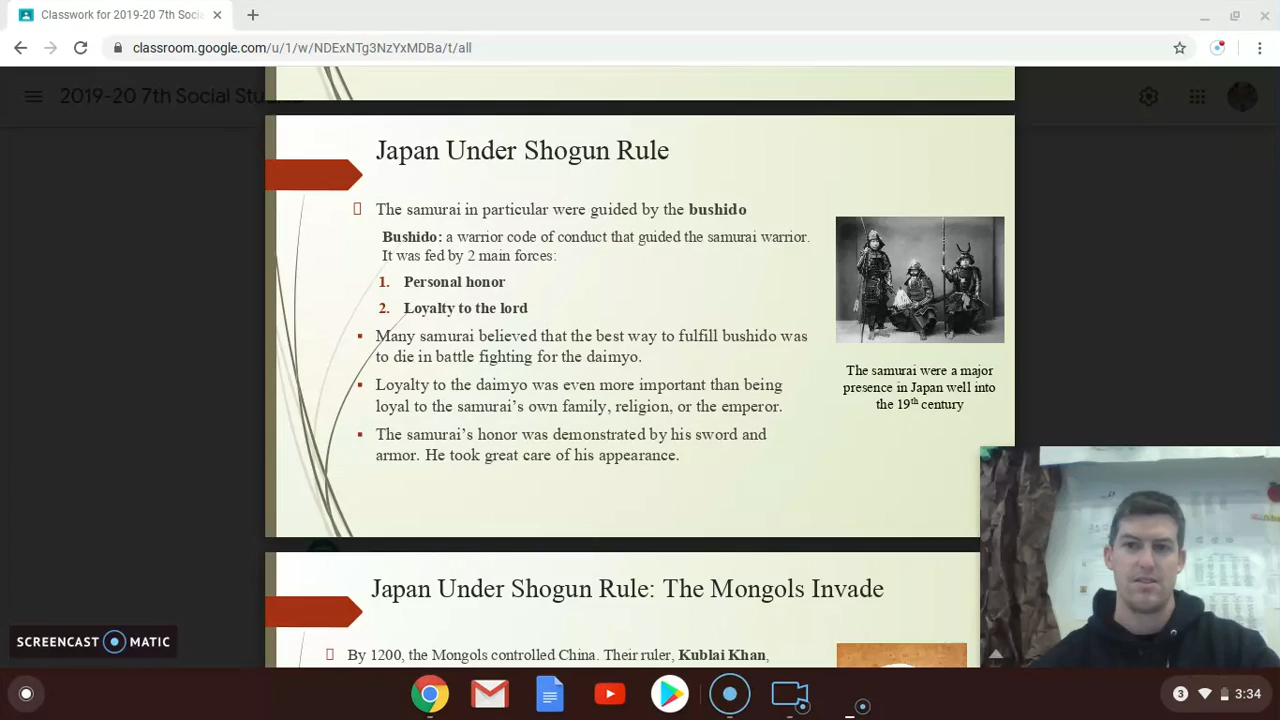 Classwork for 2019-20 7th Soci
classroom.google.com/u/1/w/NDExNTg3NzYxMDBa/t/all
2019-20 7th Social Stu
Japan Under Shogun Rule
The samurai in particular were guided by the bushido
Bushido: a warrior code of conduct that guided the samurai warrior.
It was fed by 2 main forces:
1. Personal honor
2. Loyalty to the lord
▪ Many samurai believed that the best way to fulfill bushido was
to die in battle fighting for the daimyo.
▪ Loyalty to the daimyo was even more important than being
loyal to the samurai's own family, religion, or the emperor.
▪ The samurai's honor was demonstrated by his sword and
armor. He took great care of his appearance.
The samurai were a major
presence in Japan well into
the 19th century
Japan Under Shogun Rule: The Mongols Invade
By 1200, the Mongols controlled China. Their ruler, Kublai Khan,
SCREENCAST MATIC
3 3:34